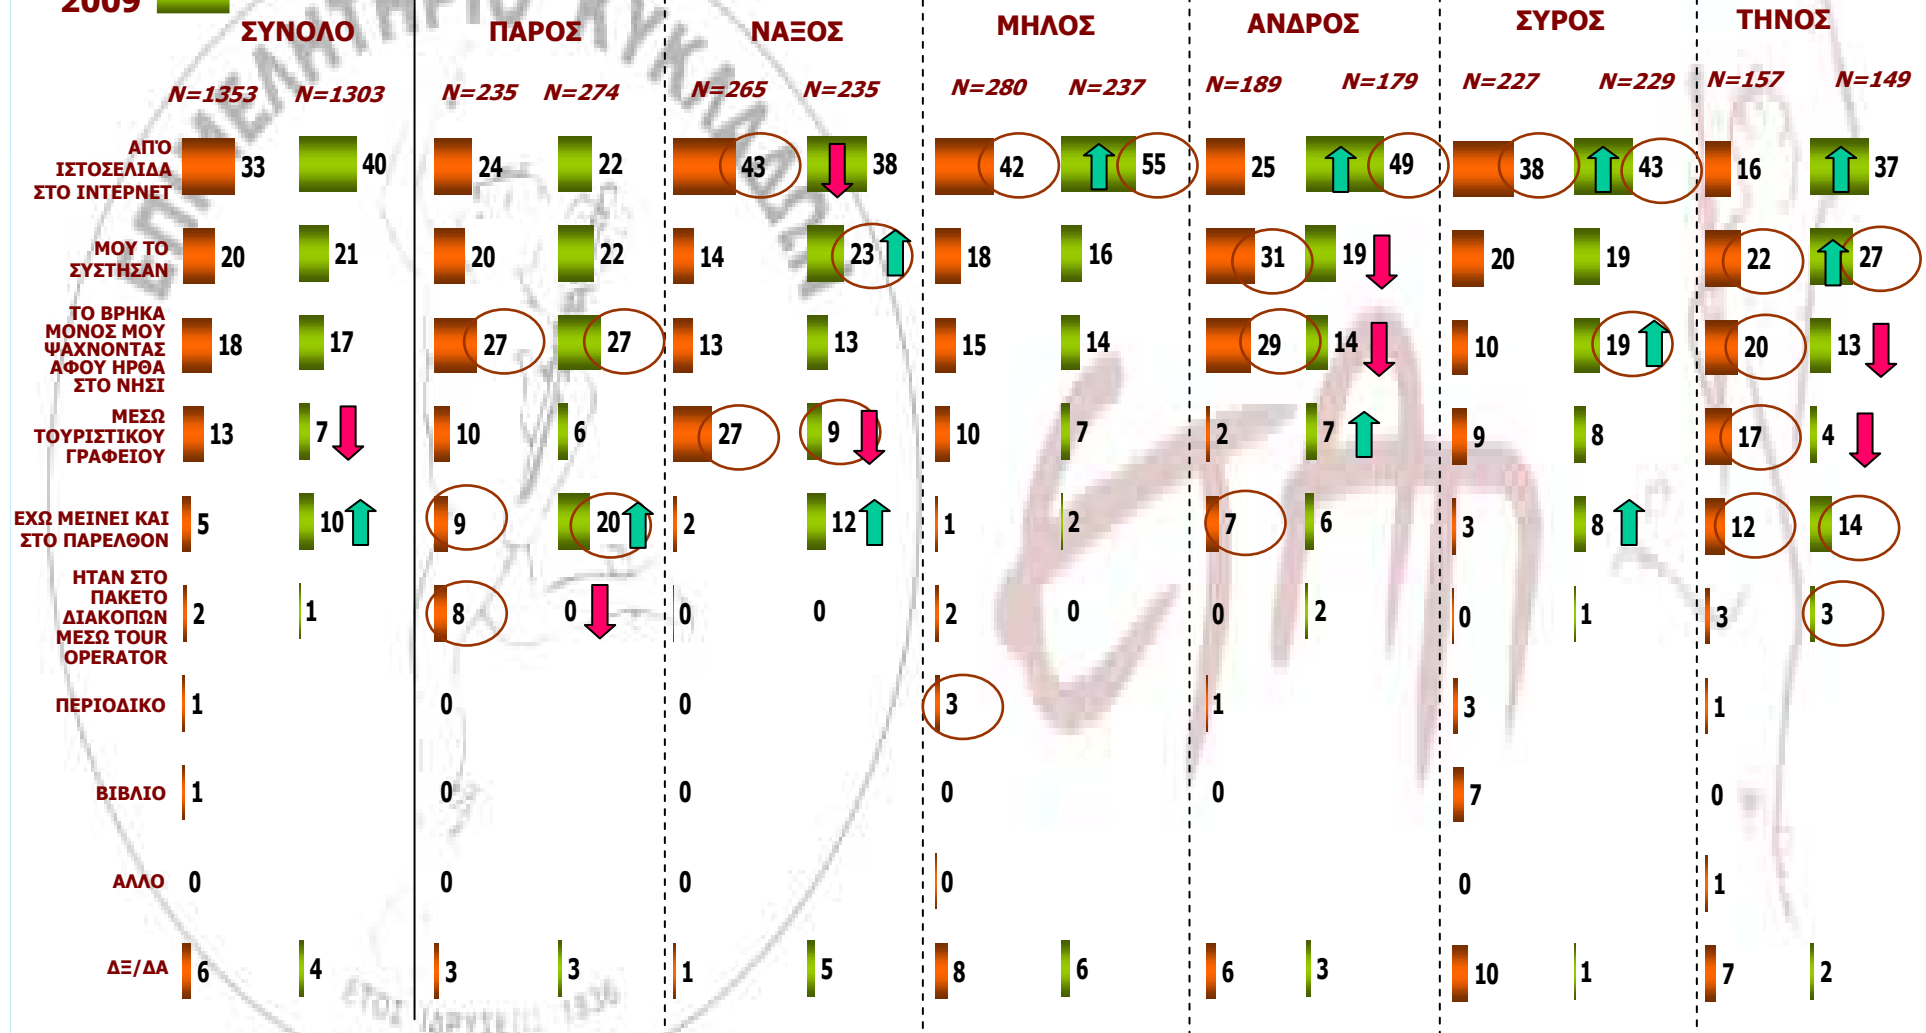 2009
ΣΥΝΟΛΟ ΠΑΡΟΣ ΝΑΞΟΣ ΜΗΛΟΣ ΑΝΔΡΟΣ ΣΥΡΟΣ ΤΗΝΟΣ
N=1353 N=1303 N=235 N=274 N=265 N=235 N=280 N=237 N=189 N=179 N=227 N=229 N=157 N=149
ΑΠΌ
ΙΣΤΟΣΕΛΙΔΑ
ΣΤΟ INTERNET
33 40 24 22 43 38 42 55 25 49 38 43 16 37
ΜΟΥ ΤΟ
ΣΥΣΤΗΣΑΝ
20 21 20 22 14 23 18 16 31 19 20 19 22 27
ΤΟ ΒΡΗΚΑ
ΜΟΝΟΣ ΜΟΥ
ΨΑΧΝΟΝΤΑΣ
ΑΦΟΥ ΗΡΘΑ
ΣΤΟ ΝΗΣΙ
18 17 27 27 13 13 15 14 29 14 10 19 20 13
ΜΕΣΩ
ΤΟΥΡΙΣΤΙΚΟΥ
ΓΡΑΦΕΙΟΥ
13 7 10 6 27 9 10 7 2 7 9 8 17 4
ΕΧΩ ΜΕΙΝΕΙ ΚΑΙ
ΣΤΟ ΠΑΡΕΛΘΟΝ
5 10 9 20 2 12 1 2 7 6 3 8 12 14
ΗΤΑΝ ΣΤΟ
ΠΑΚΕΤΟ
ΔΙΑΚΟΠΩΝ
ΜΕΣΩ TOUR
OPERATOR
2 1 8 0 0 0 2 0 0 2 0 1 3 3
ΠΕΡΙΟΔΙΚΟ 1 0 0 3 1 3 1
ΒΙΒΛΙΟ 1 0 0 0 0 7 0
ΑΛΛΟ 0 0 0 0 0 1
ΔΞ/ΔΑ 6 4 3 3 1 5 8 6 6 3 10 1 7 2
ΕΠΙΜΕΛΗΤΗΡΙΟ ΚΥΚΛΑΔΩΝ
ΕΤΟΣ ΙΔΡΥΣΕΩΣ 1836